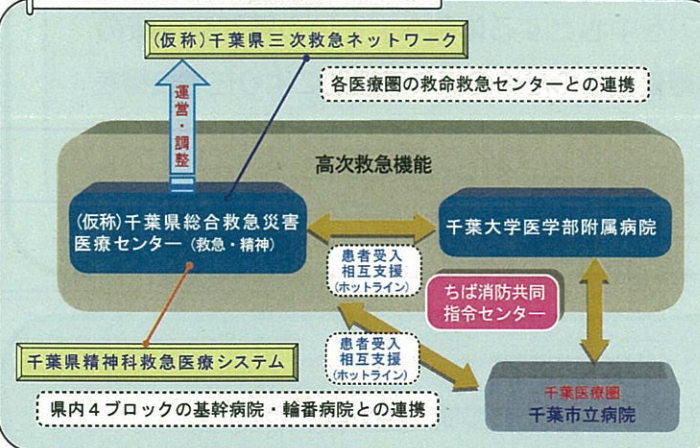 (仮称)千葉県三次救急ネットワーク
各医療圏の救命救急センターとの連携
運営・調整
高次救急機能
(仮称)千葉県総合救急災害
医療センター(救急・精神)
千葉大学医学部附属病院
患者受入
相互支援
(ホットライン)
ちば消防共同
指令センター
千葉県精神科救急医療システム
患者受入
相互支援
(ホットライン)
千葉医療圏
千葉市立病院
県内4ブロックの基幹病院・輪番病院との連携